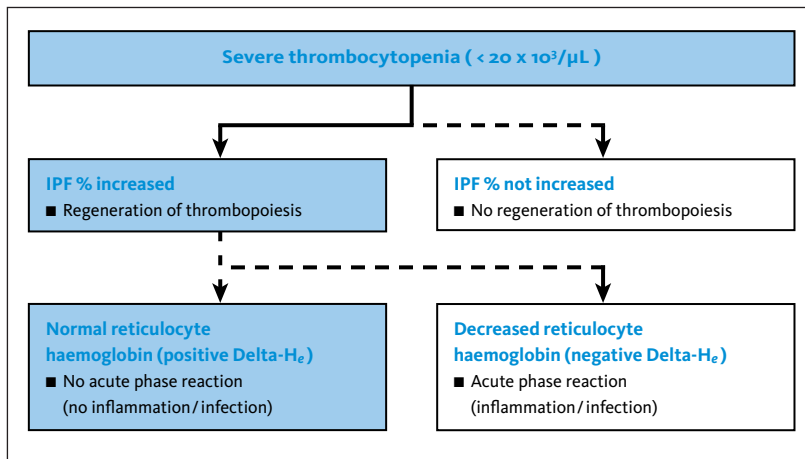 Severe thrombocytopenia ( < 20 x 10³/µL )
IPF % increased
■ Regeneration of thrombopoiesis
IPF % not increased
■ No regeneration of thrombopoiesis
Normal reticulocyte
haemoglobin (positive Delta-Hₑ)
■ No acute phase reaction
(no inflammation / infection)
Decreased reticulocyte
haemoglobin (negative Delta-Hₑ)
■ Acute phase reaction
(inflammation / infection)